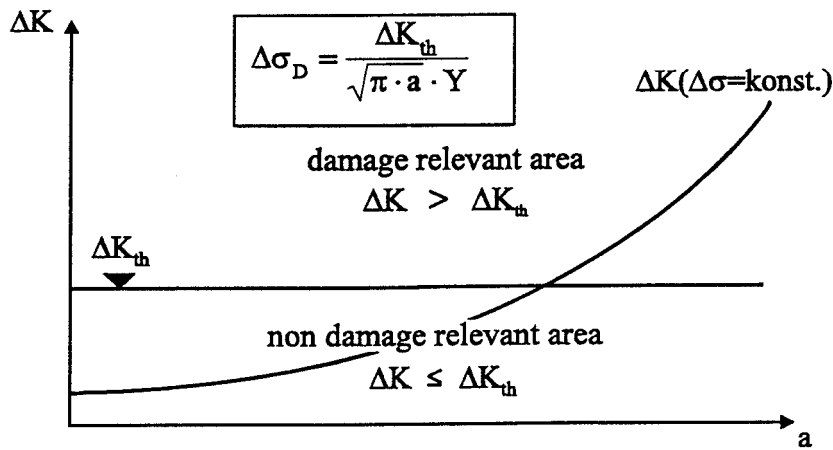 ΔK
Δσ_D = ΔK_th / (√(π · a) · Y)
ΔK(Δσ=konst.)
damage relevant area
ΔK > ΔK_th
ΔK_th
non damage relevant area
ΔK ≤ ΔK_th
a